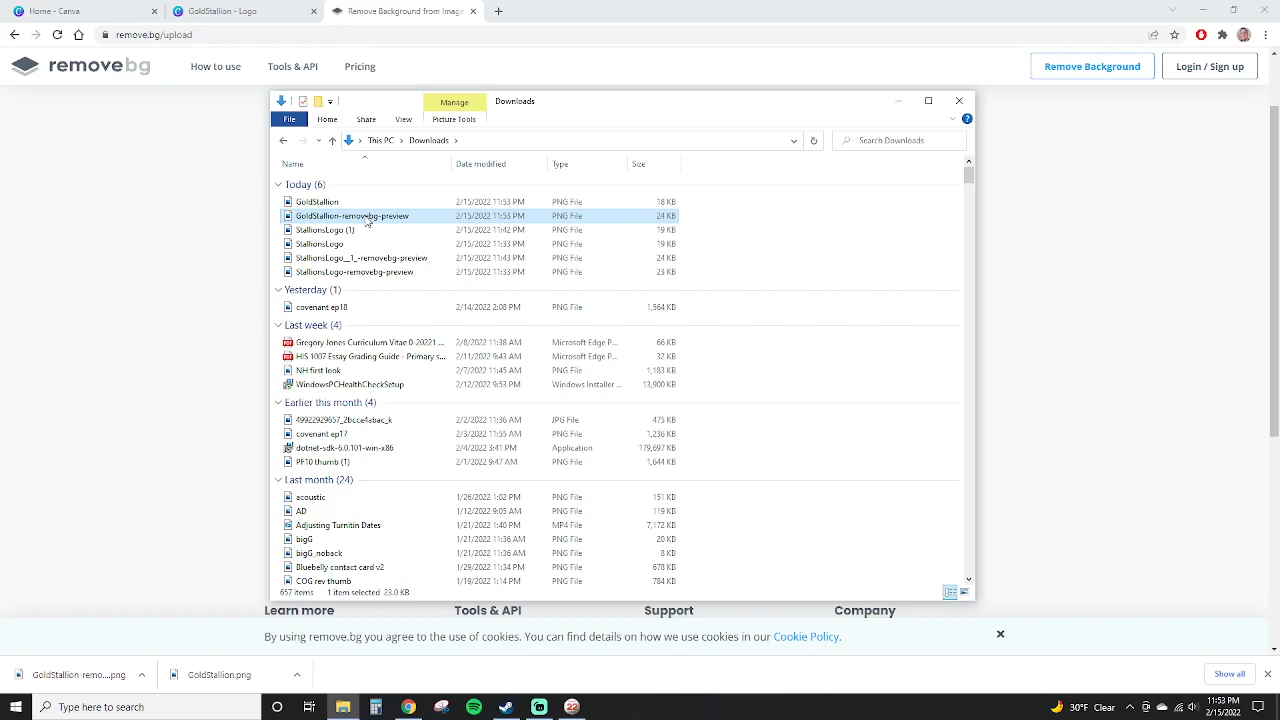 Home - Canva
GoldStallion - Logo
Remove Background from Imag
remove.bg/upload
removebg
How to use
Tools & API
Pricing
Remove Background
Login / Sign up
Manage
Downloads
File
Home
Share
View
Picture Tools
This PC
Downloads
Search Downloads
Name Date modified Type Size
Today (6)
GoldStallion 2/15/2022 11:53 PM PNG File 18 KB
GoldStallion-removebg-preview 2/15/2022 11:53 PM PNG File 24 KB
StallionsLogo (1) 2/15/2022 11:42 PM PNG File 19 KB
StallionsLogo 2/15/2022 11:33 PM PNG File 19 KB
StallionsLogo__1_-removebg-preview 2/15/2022 11:43 PM PNG File 24 KB
StallionsLogo-removebg-preview 2/15/2022 11:33 PM PNG File 23 KB
Yesterday (1)
covenant ep18 2/14/2022 2:08 PM PNG File 1,564 KB
Last week (4)
Gregory Jones Curriculum Vitae 0-20221 ... 2/8/2022 11:38 AM Microsoft Edge P... 66 KB
HIS 1007 Essay Grading Guide - Primary s... 2/11/2022 9:43 AM Microsoft Edge P... 32 KB
NH first look 2/7/2022 11:45 AM PNG File 1,183 KB
WindowsPCHealthCheckSetup 2/12/2022 9:53 PM Windows Installer ... 13,900 KB
Earlier this month (4)
49922929657_2bcce4abac_k 2/2/2022 11:36 AM JPG File 475 KB
covenant ep17 2/3/2022 11:55 AM PNG File 1,236 KB
dotnet-sdk-6.0.101-win-x86 2/4/2022 3:41 PM Application 179,697 KB
PF10 thumb (1) 2/1/2022 9:47 AM PNG File 1,644 KB
Last month (24)
acoustic 1/26/2022 1:02 PM PNG File 151 KB
AD 1/12/2022 9:05 AM PNG File 119 KB
Adjusting Turnitin Dates 1/21/2022 1:40 PM MP4 File 7,172 KB
bigG 1/21/2022 11:36 AM PNG File 20 KB
bigG_noback 1/21/2022 11:36 AM PNG File 8 KB
Bluebelly contact card v2 1/29/2022 11:34 PM PNG File 678 KB
COG rev thumb 1/19/2022 1:14 PM PNG File 784 KB
657 items 1 item selected 23.0 KB
Learn more
Tools & API
Support
Company
By using remove.bg you agree to the use of cookies. You can find details on how we use cookies in our Cookie Policy.
GoldStallion-remo....png
GoldStallion.png
Show all
Type here to search
22
30°F Clear
11:53 PM
2/15/2022